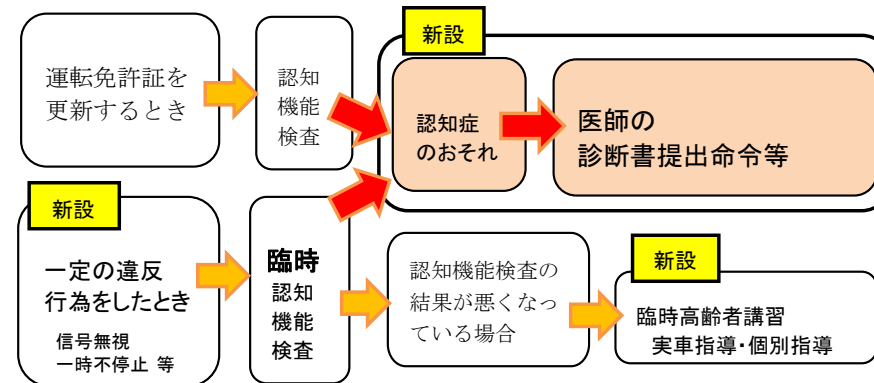 新設
運転免許証を
更新するとき
認知
機能
検査
認知症
のおそれ
医師の
診断書提出命令等
新設
一定の違反
行為をしたとき
信号無視
一時不停止 等
臨時
認知
機能
検査
認知機能検査の
結果が悪くなっ
ている場合
新設
臨時高齢者講習
実車指導・個別指導